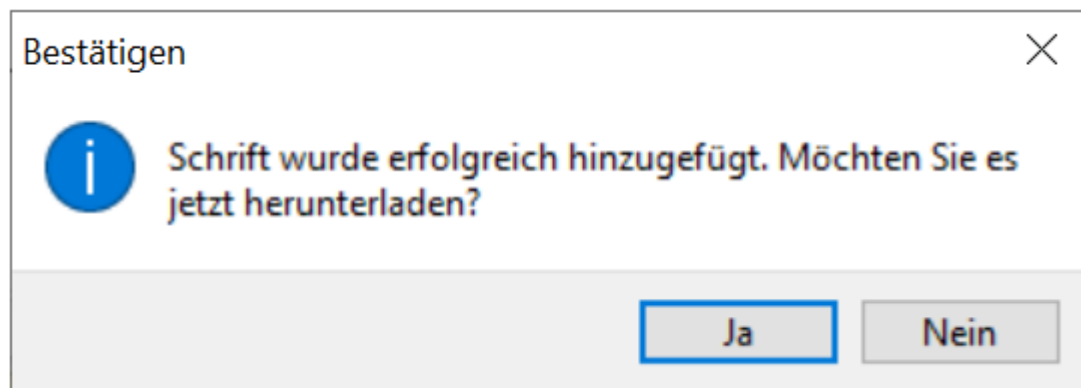 Bestätigen
Schrift wurde erfolgreich hinzugefügt. Möchten Sie es
jetzt herunterladen?
Ja Nein